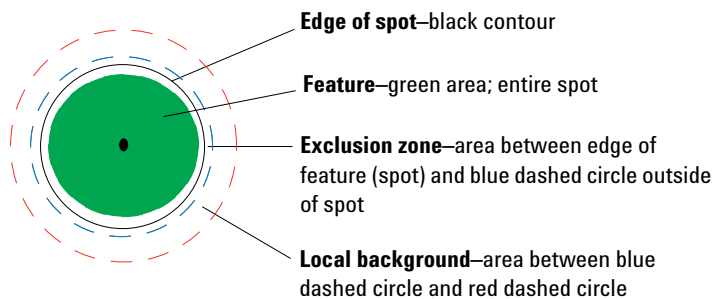 Edge of spot–black contour
Feature–green area; entire spot
Exclusion zone–area between edge of
feature (spot) and blue dashed circle outside
of spot
Local background–area between blue
dashed circle and red dashed circle